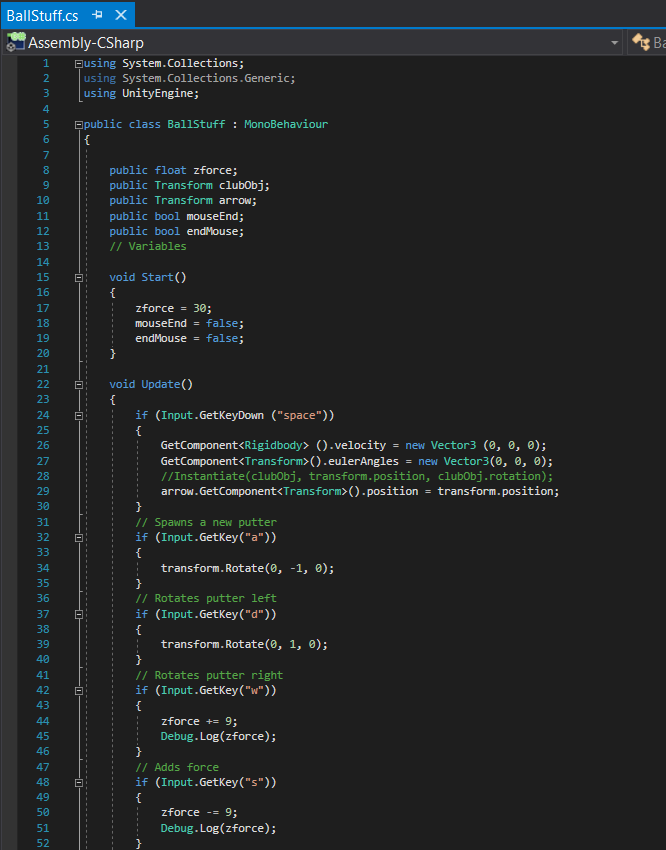 BallStuff.cs
Assembly-CSharp
Ba
1 using System.Collections;
2 using System.Collections.Generic;
3 using UnityEngine;
4
5 public class BallStuff : MonoBehaviour
6 {
7
8 public float zforce;
9 public Transform clubObj;
10 public Transform arrow;
11 public bool mouseEnd;
12 public bool endMouse;
13 // Variables
14
15 void Start()
16 {
17 zforce = 30;
18 mouseEnd = false;
19 endMouse = false;
20 }
21
22 void Update()
23 {
24 if (Input.GetKeyDown ("space"))
25 {
26 GetComponent<Rigidbody> ().velocity = new Vector3 (0, 0, 0);
27 GetComponent<Transform>().eulerAngles = new Vector3(0, 0, 0);
28 //Instantiate(clubObj, transform.position, clubObj.rotation);
29 arrow.GetComponent<Transform>().position = transform.position;
30 }
31 // Spawns a new putter
32 if (Input.GetKey("a"))
33 {
34 transform.Rotate(0, -1, 0);
35 }
36 // Rotates putter left
37 if (Input.GetKey("d"))
38 {
39 transform.Rotate(0, 1, 0);
40 }
41 // Rotates putter right
42 if (Input.GetKey("w"))
43 {
44 zforce += 9;
45 Debug.Log(zforce);
46 }
47 // Adds force
48 if (Input.GetKey("s"))
49 {
50 zforce -= 9;
51 Debug.Log(zforce);
52 }